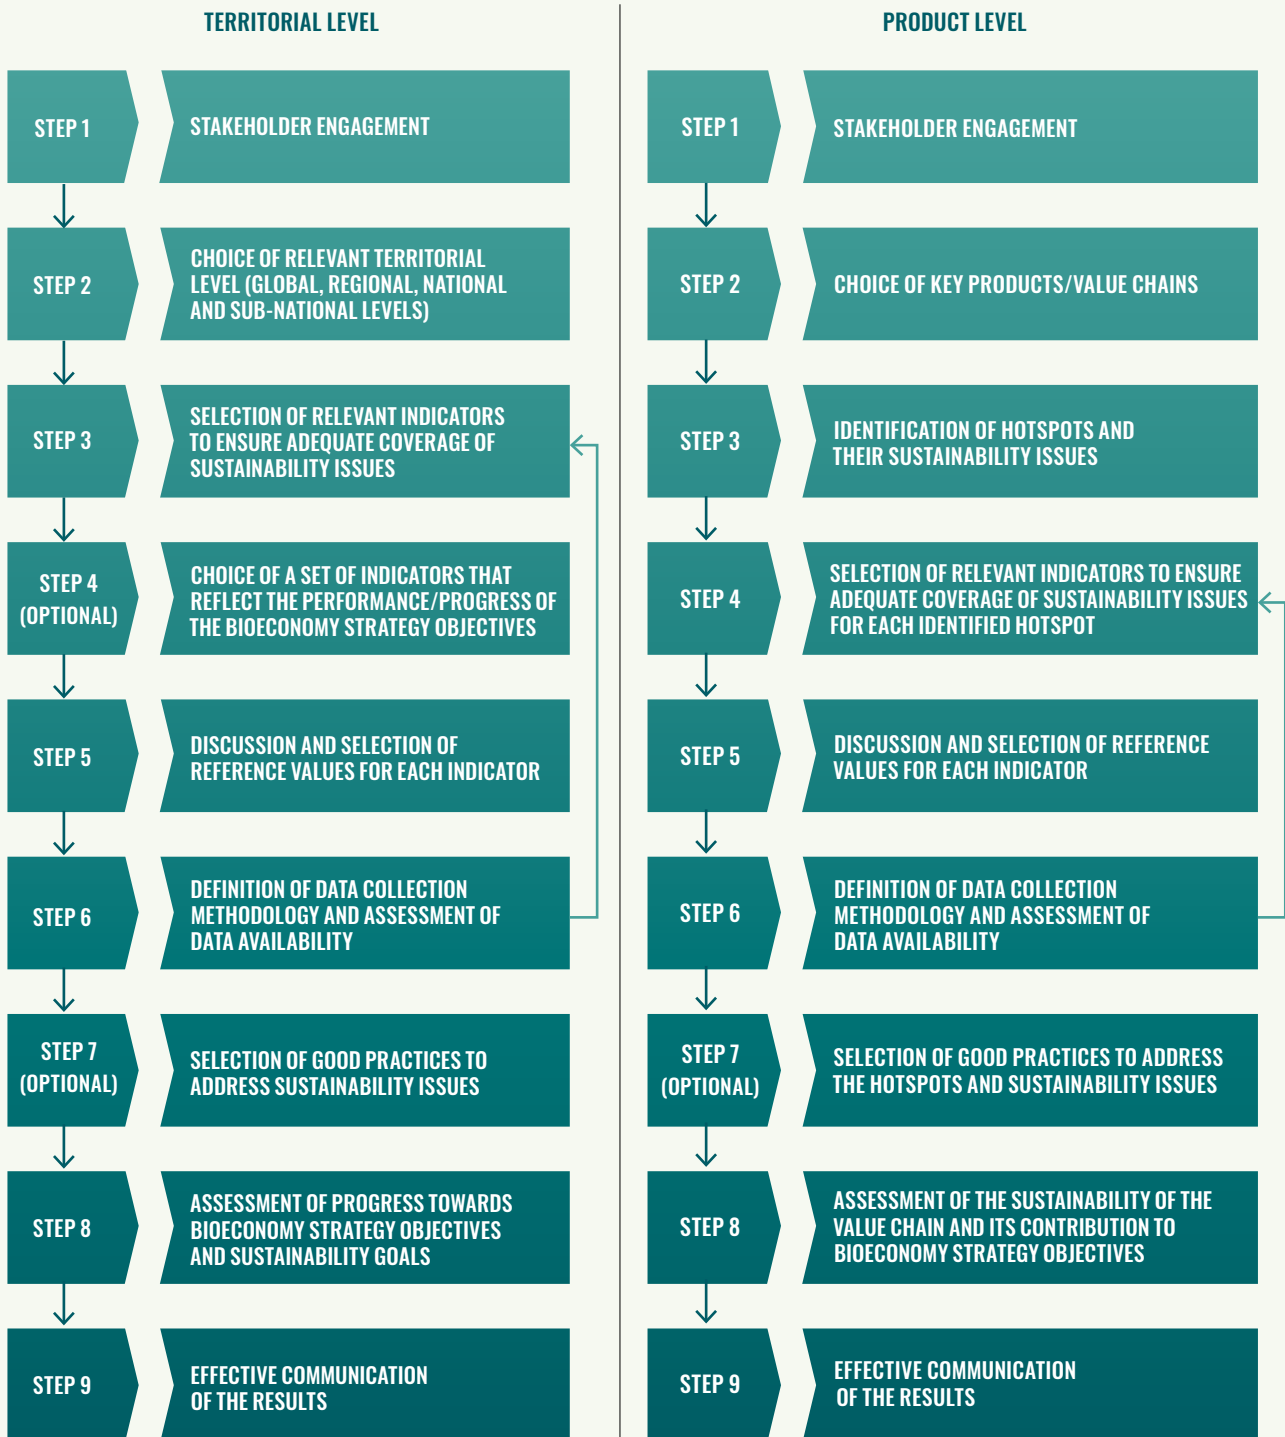 TERRITORIAL LEVEL
STEP 1
STAKEHOLDER ENGAGEMENT
STEP 2
CHOICE OF RELEVANT TERRITORIAL
LEVEL (GLOBAL, REGIONAL, NATIONAL
AND SUB-NATIONAL LEVELS)
STEP 3
SELECTION OF RELEVANT INDICATORS
TO ENSURE ADEQUATE COVERAGE OF
SUSTAINABILITY ISSUES
STEP 4
(OPTIONAL)
CHOICE OF A SET OF INDICATORS THAT
REFLECT THE PERFORMANCE/PROGRESS OF
THE BIOECONOMY STRATEGY OBJECTIVES
STEP 5
DISCUSSION AND SELECTION OF
REFERENCE VALUES FOR EACH INDICATOR
STEP 6
DEFINITION OF DATA COLLECTION
METHODOLOGY AND ASSESSMENT OF
DATA AVAILABILITY
STEP 7
(OPTIONAL)
SELECTION OF GOOD PRACTICES TO
ADDRESS SUSTAINABILITY ISSUES
STEP 8
ASSESSMENT OF PROGRESS TOWARDS
BIOECONOMY STRATEGY OBJECTIVES
AND SUSTAINABILITY GOALS
STEP 9
EFFECTIVE COMMUNICATION
OF THE RESULTS
PRODUCT LEVEL
STEP 1
STAKEHOLDER ENGAGEMENT
STEP 2
CHOICE OF KEY PRODUCTS/VALUE CHAINS
STEP 3
IDENTIFICATION OF HOTSPOTS AND
THEIR SUSTAINABILITY ISSUES
STEP 4
SELECTION OF RELEVANT INDICATORS TO ENSURE
ADEQUATE COVERAGE OF SUSTAINABILITY ISSUES
FOR EACH IDENTIFIED HOTSPOT
STEP 5
DISCUSSION AND SELECTION OF REFERENCE
VALUES FOR EACH INDICATOR
STEP 6
DEFINITION OF DATA COLLECTION
METHODOLOGY AND ASSESSMENT OF
DATA AVAILABILITY
STEP 7
(OPTIONAL)
SELECTION OF GOOD PRACTICES TO ADDRESS
THE HOTSPOTS AND SUSTAINABILITY ISSUES
STEP 8
ASSESSMENT OF THE SUSTAINABILITY OF THE
VALUE CHAIN AND ITS CONTRIBUTION TO
BIOECONOMY STRATEGY OBJECTIVES
STEP 9
EFFECTIVE COMMUNICATION
OF THE RESULTS